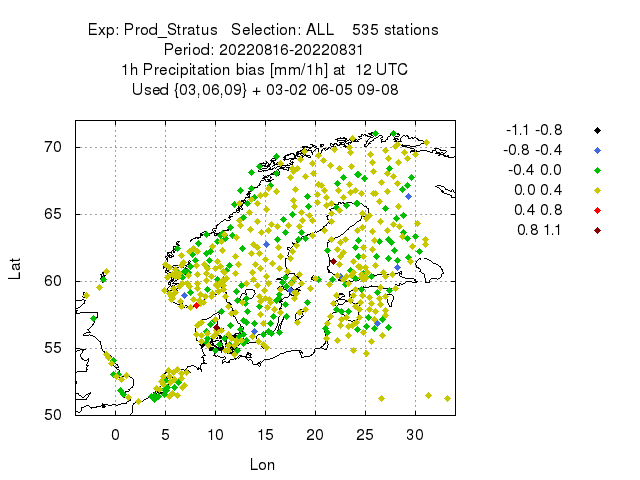 Exp: Prod_Stratus Selection: ALL 535 stations
Period: 20220816-20220831
1h Precipitation bias [mm/1h] at 12 UTC
Used {03,06,09} + 03-02 06-05 09-08
-1.1 -0.8
-0.8 -0.4
-0.4 0.0
0.0 0.4
0.4 0.8
0.8 1.1
70
65
60
55
50
Lat
0 5 10 15 20 25 30
Lon